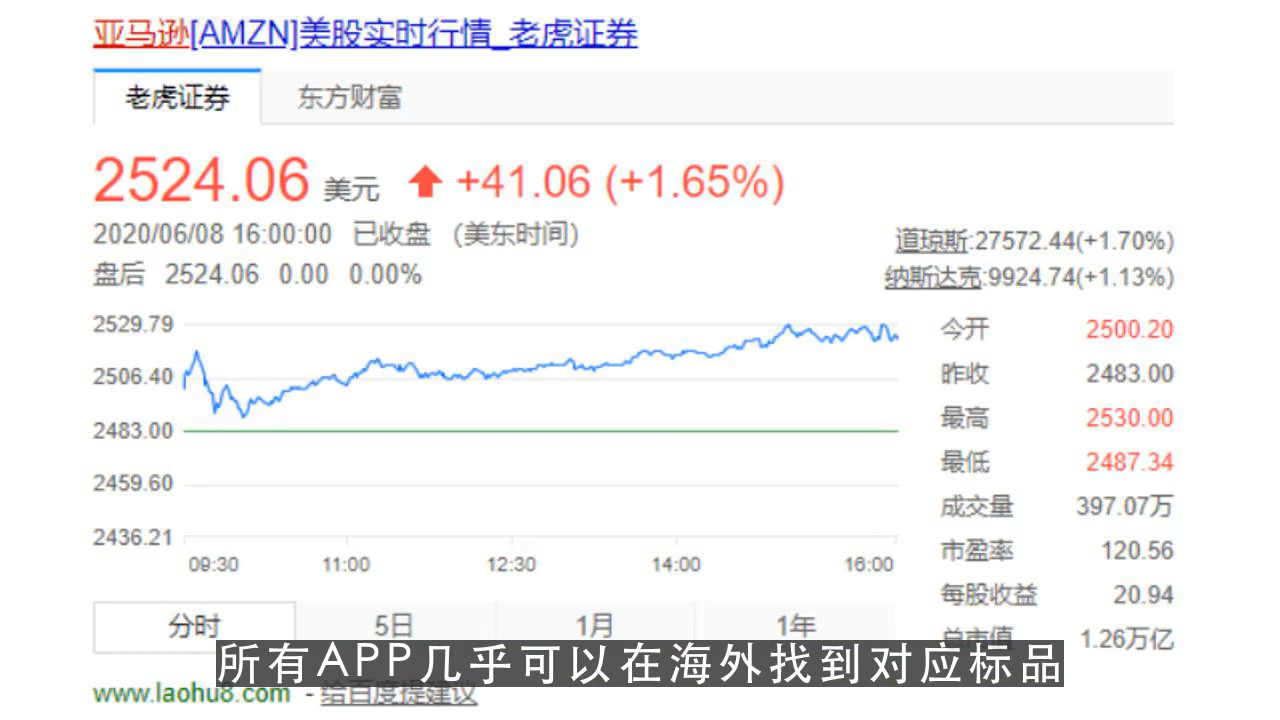 亚马逊[AMZN]美股实时行情_老虎证券
老虎证券 东方财富
2524.06 美元 +41.06 (+1.65%)
2020/06/08 16:00:00 已收盘 （美东时间）
盘后 2524.06 0.00 0.00%
道琼斯:27572.44(+1.70%)
纳斯达克:9924.74(+1.13%)
2529.79
2506.40
2483.00
2459.60
2436.21
09:30 11:00 12:30 14:00 16:00
今开 2500.20
昨收 2483.00
最高 2530.00
最低 2487.34
成交量 397.07万
市盈率 120.56
每股收益 20.94
总市值 1.26万亿
分时 5日 1月 1年
所有APP几乎可以在海外找到对应标品
www.laohu8.com - 给百度提建议